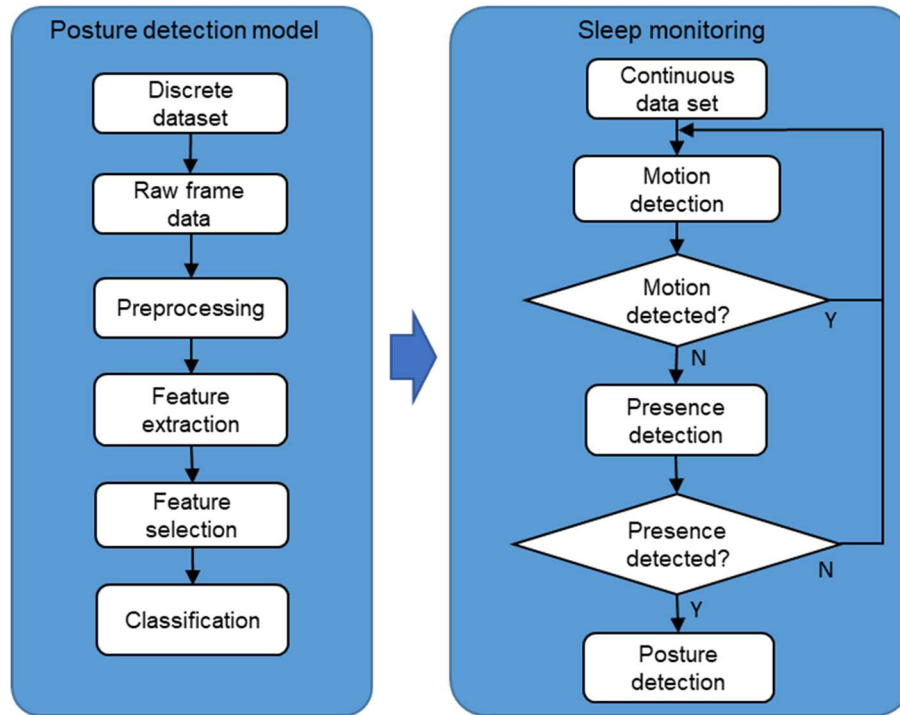 Posture detection model
Discrete
dataset
Raw frame
data
Preprocessing
Feature
extraction
Feature
selection
Classification
Sleep monitoring
Continuous
data set
Motion
detection
Motion
detected?
Y
N
Presence
detection
Presence
detected?
N
Y
Posture
detection